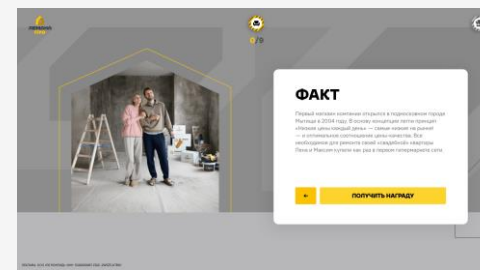 0/9
ФАКТ
Первый магазин компании открылся в подмосковном городе
Мытищи в 2004 году. В основу концепции легли принцип
«Низкие цены каждый день» — самые низкие на рынке
— и оптимальное соотношение цены-качества. Все
необходимое для ремонта своей «свадебной» квартиры
Лена и Максим купили как раз в первом гипермаркете сети.
ПОЛУЧИТЬ НАГРАДУ